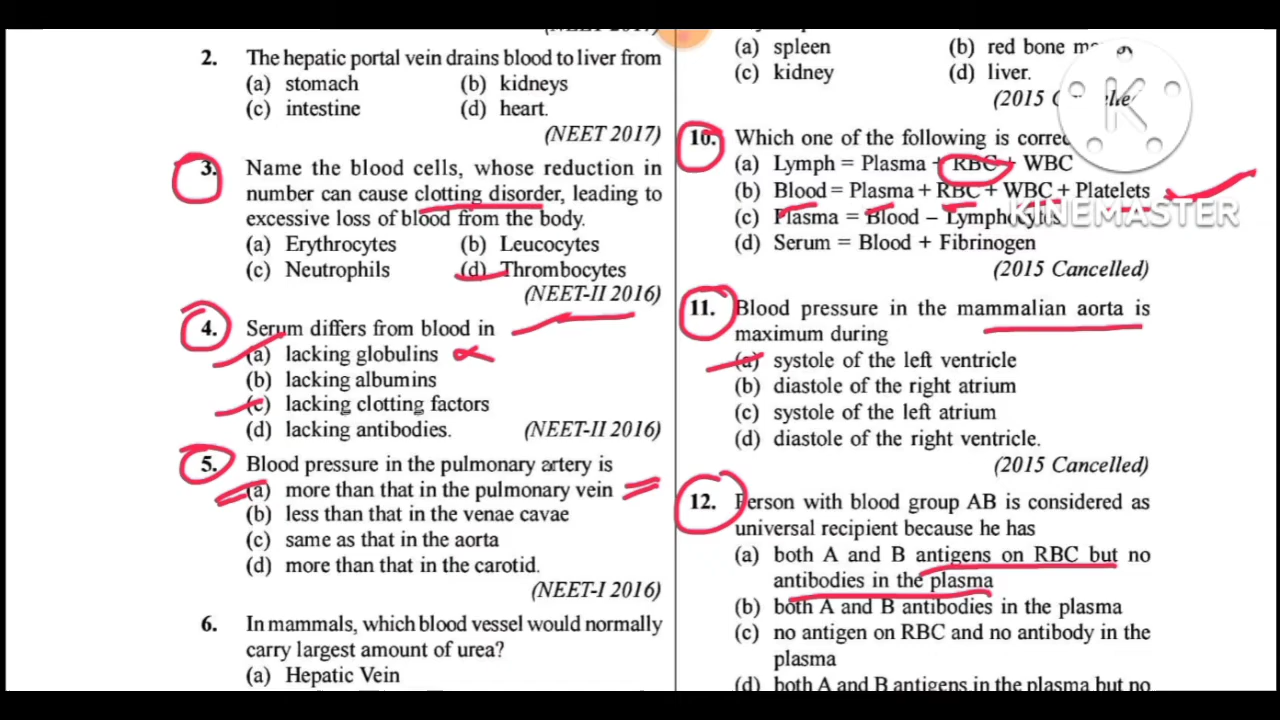 2. The hepatic portal vein drains blood to liver from
(a) stomach (b) kidneys
(c) intestine (d) heart.
(NEET 2017)
3. Name the blood cells, whose reduction in
number can cause clotting disorder, leading to
excessive loss of blood from the body.
(a) Erythrocytes (b) Leucocytes
(c) Neutrophils (d) Thrombocytes
(NEET-II 2016)
4. Serum differs from blood in
(a) lacking globulins
(b) lacking albumins
(c) lacking clotting factors
(d) lacking antibodies. (NEET-II 2016)
5. Blood pressure in the pulmonary artery is
(a) more than that in the pulmonary vein
(b) less than that in the venae cavae
(c) same as that in the aorta
(d) more than that in the carotid.
(NEET-I 2016)
6. In mammals, which blood vessel would normally
carry largest amount of urea?
(a) Hepatic Vein
(a) spleen (b) red bone
(c) kidney (d) liver.
(2015
K
10. Which one of the following is
(a) Lymph = Plasma + RBC + WBC
(b) Blood = Plasma + RBC + WBC + Platelets
(c) Plasma = Blood – Lymphocytes
KINEMASTER
(d) Serum = Blood + Fibrinogen
(2015 Cancelled)
11. Blood pressure in the mammalian aorta is
maximum during
(a) systole of the left ventricle
(b) diastole of the right atrium
(c) systole of the left atrium
(d) diastole of the right ventricle.
(2015 Cancelled)
12. Person with blood group AB is considered as
universal recipient because he has
(a) both A and B antigens on RBC but no
antibodies in the plasma
(b) both A and B antibodies in the plasma
(c) no antigen on RBC and no antibody in the
plasma
(d) both A and B antigens in the plasma but no